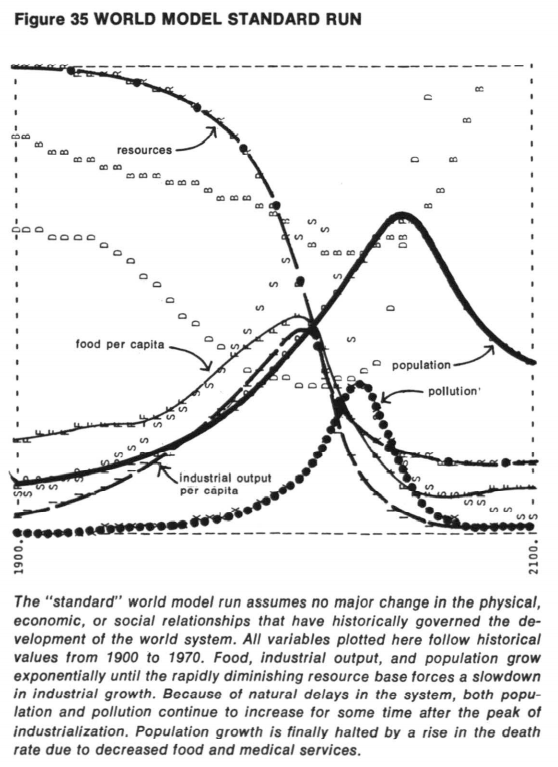 Figure 35 WORLD MODEL STANDARD RUN
resources
food per capita
population
pollution
industrial output
per capita
1900.
2100.
The "standard" world model run assumes no major change in the physical,
economic, or social relationships that have historically governed the de-
velopment of the world system. All variables plotted here follow historical
values from 1900 to 1970. Food, industrial output, and population grow
exponentially until the rapidly diminishing resource base forces a slowdown
in industrial growth. Because of natural delays in the system, both popu-
lation and pollution continue to increase for some time after the peak of
industrialization. Population growth is finally halted by a rise in the death
rate due to decreased food and medical services.